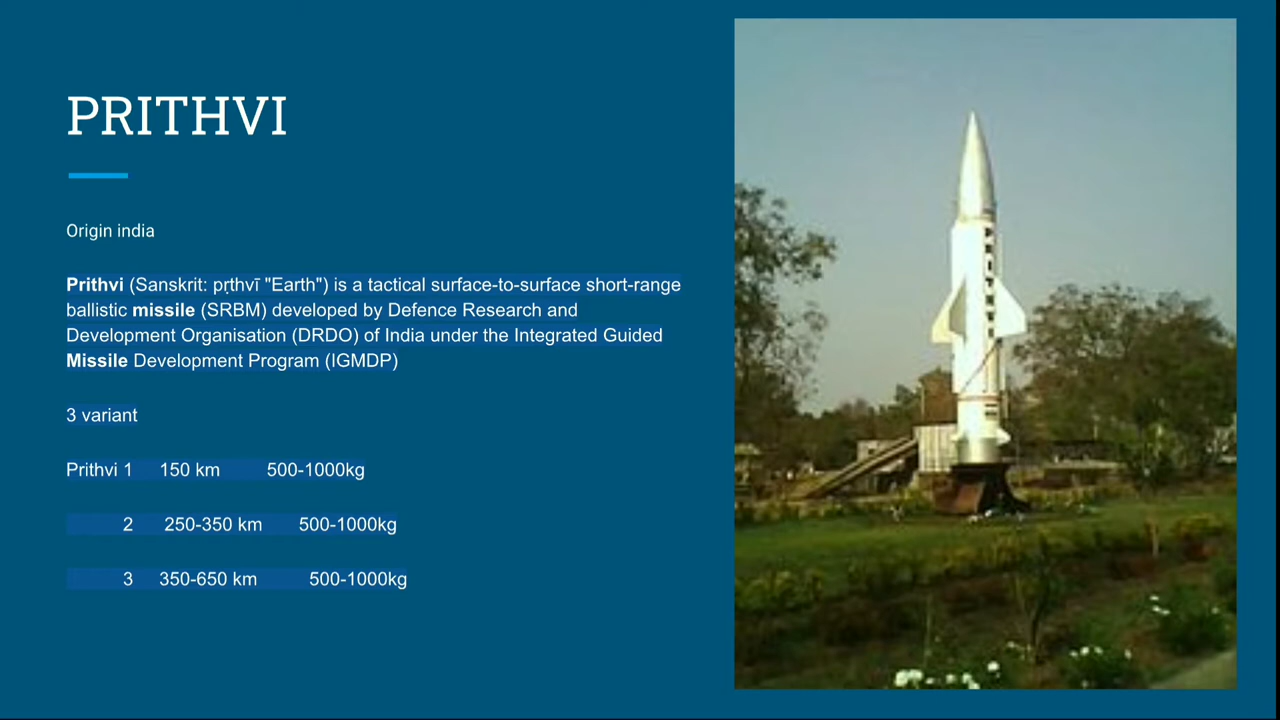 PRITHVI
Origin india
Prithvi (Sanskrit: pṛthvī "Earth") is a tactical surface-to-surface short-range
ballistic missile (SRBM) developed by Defence Research and
Development Organisation (DRDO) of India under the Integrated Guided
Missile Development Program (IGMDP)
3 variant
Prithvi 1 150 km 500-1000kg
2 250-350 km 500-1000kg
3 350-650 km 500-1000kg
PRITHVI